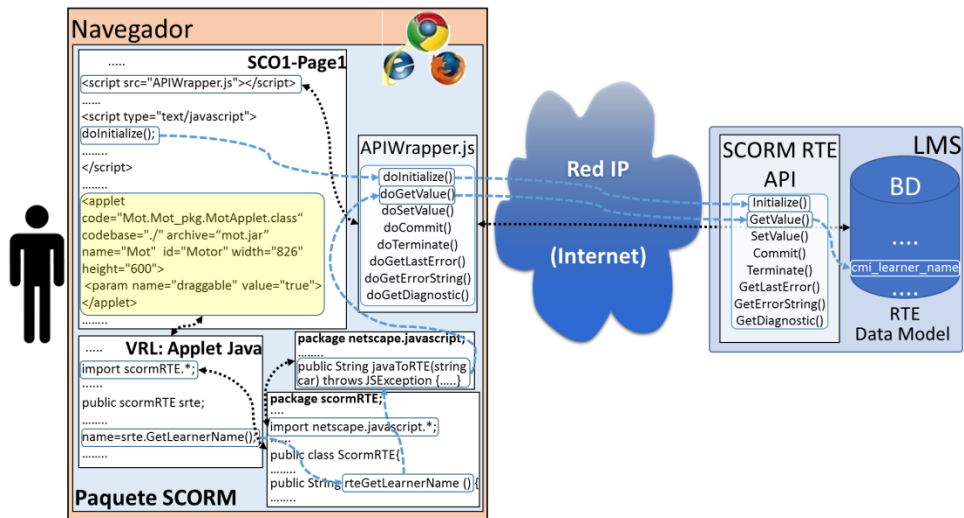 Navegador
.....
SCO1-Page1
<script src="APIWrapper.js"></script>
......
<script type="text/javascript">
doInitialize();
........
</script>
........
<applet
code="Mot.Mot_pkg.MotApplet.class“
codebase="./" archive=“mot.jar”
name="Mot"  id="Motor" width="826"
height="600">
<param name="draggable" value="true">
</applet>
........
APIWrapper.js
doInitialize()
doGetValue()
doSetValue()
doCommit()
doTerminate()
doGetLastError()
doGetErrorString()
doGetDiagnostic()
Red IP
(Internet)
LMS
SCORM RTE
API
Initialize()
GetValue()
SetValue()
Commit()
Terminate()
GetLastError()
GetErrorString()
GetDiagnostic()
BD
....
cmi_learner_name
....
RTE
Data Model
.....
VRL: Applet Java
import scormRTE.*;
......
public scormRTE srte;
........
name=srte.GetLearnerName();
........
package netscape.javascript;
........
public String javaToRTE(string
car) throws JSException {.....}
package scormRTE;
....
import netscape.javascript.*;
.....
public class ScormRTE{
........
public String rteGetLearnerName () {
........
Paquete SCORM